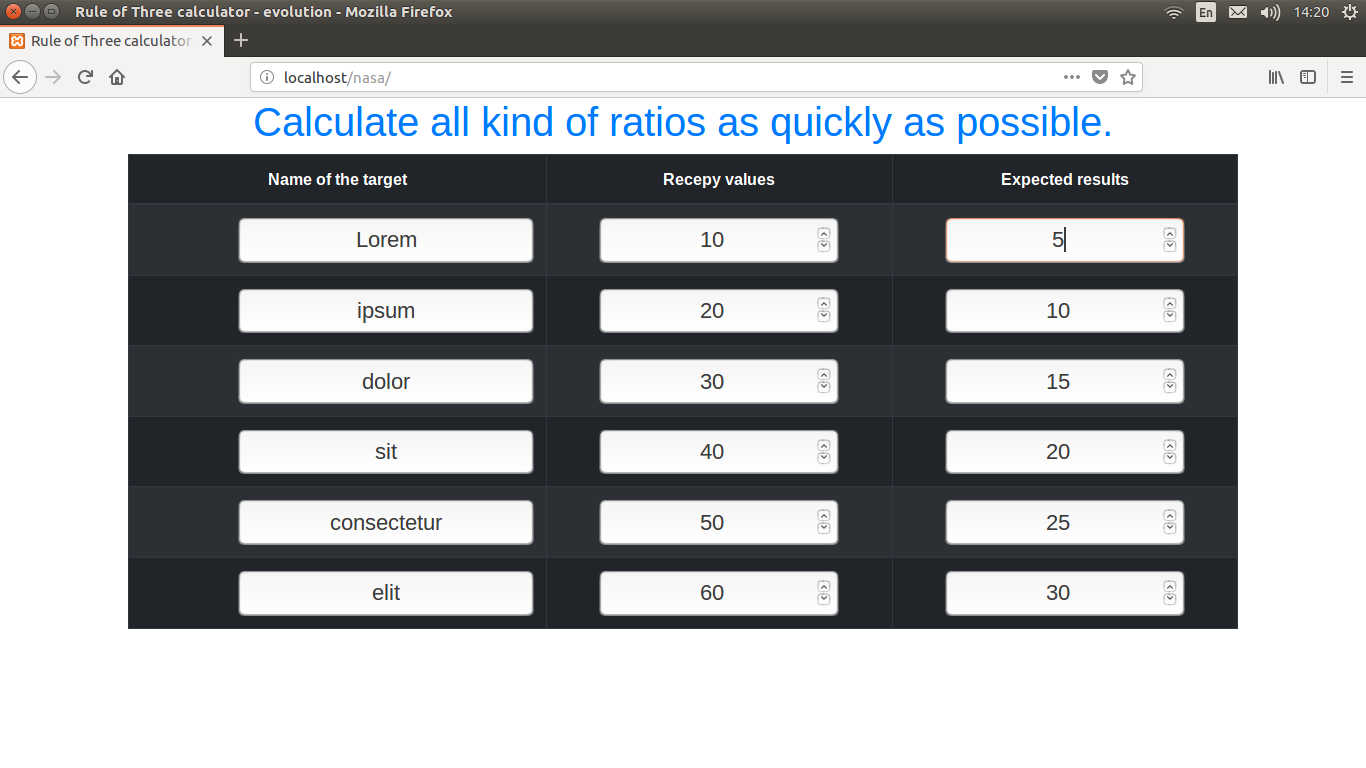 Rule of Three calculator - evolution - Mozilla Firefox En 14:20
Rule of Three calculator
localhost/nasa/
Calculate all kind of ratios as quickly as possible.
Name of the target Recepy values Expected results
Lorem 10 5
ipsum 20 10
dolor 30 15
sit 40 20
consectetur 50 25
elit 60 30